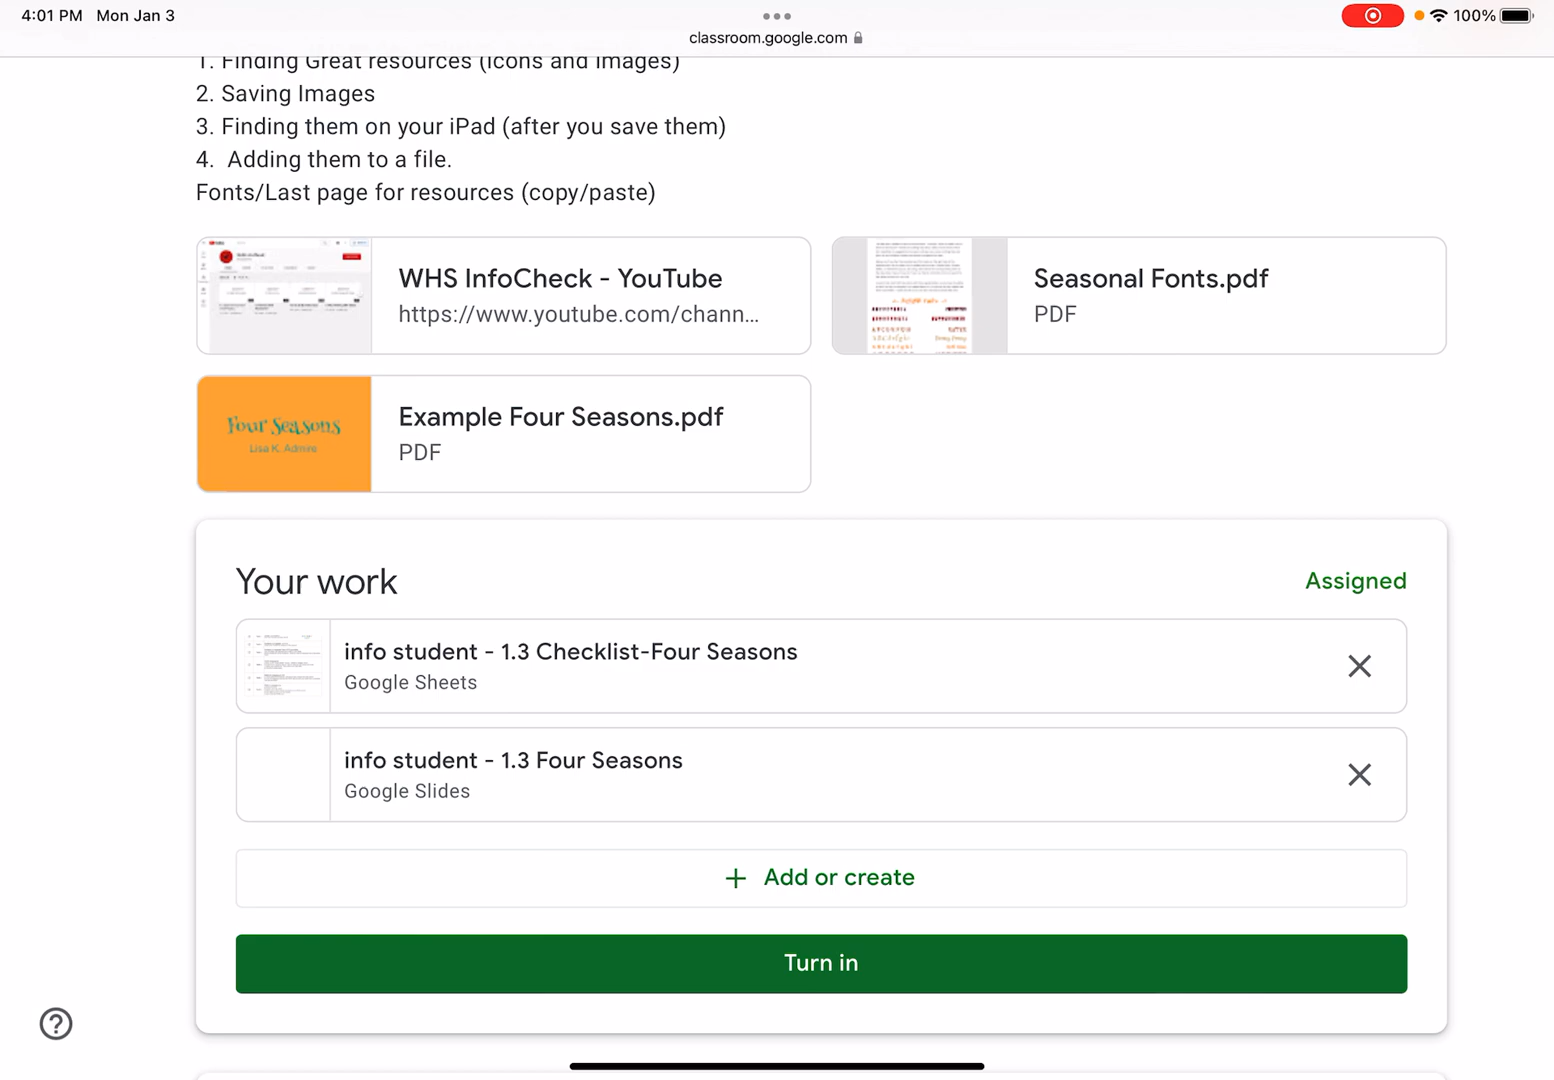 4:01 PM Mon Jan 3
100%
classroom.google.com
1. Finding Great resources (icons and images)
2. Saving Images
3. Finding them on your iPad (after you save them)
4. Adding them to a file.
Fonts/Last page for resources (copy/paste)
WHS InfoCheck - YouTube
https://www.youtube.com/chann...
Seasonal Fonts.pdf
PDF
Four Seasons
Lisa K. Admire
Example Four Seasons.pdf
PDF
Your work
Assigned
info student - 1.3 Checklist-Four Seasons
Google Sheets
info student - 1.3 Four Seasons
Google Slides
+ Add or create
Turn in
?